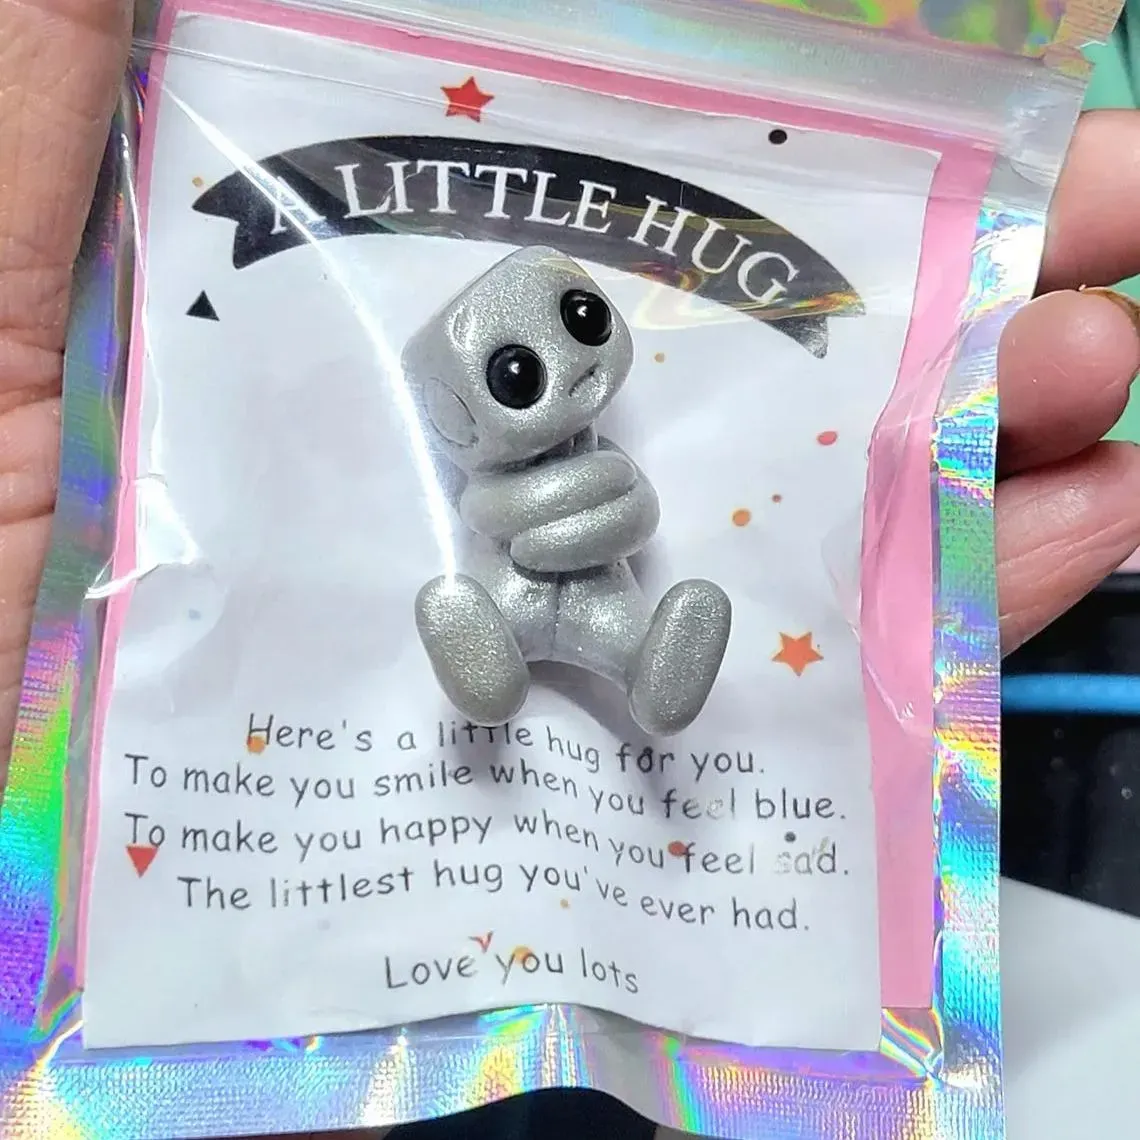 A LITTLE HUG
Here's a little hug for you.
To make you smile when you feel blue.
To make you happy when you feel sad.
The littlest hug you've ever had.
Love you lots